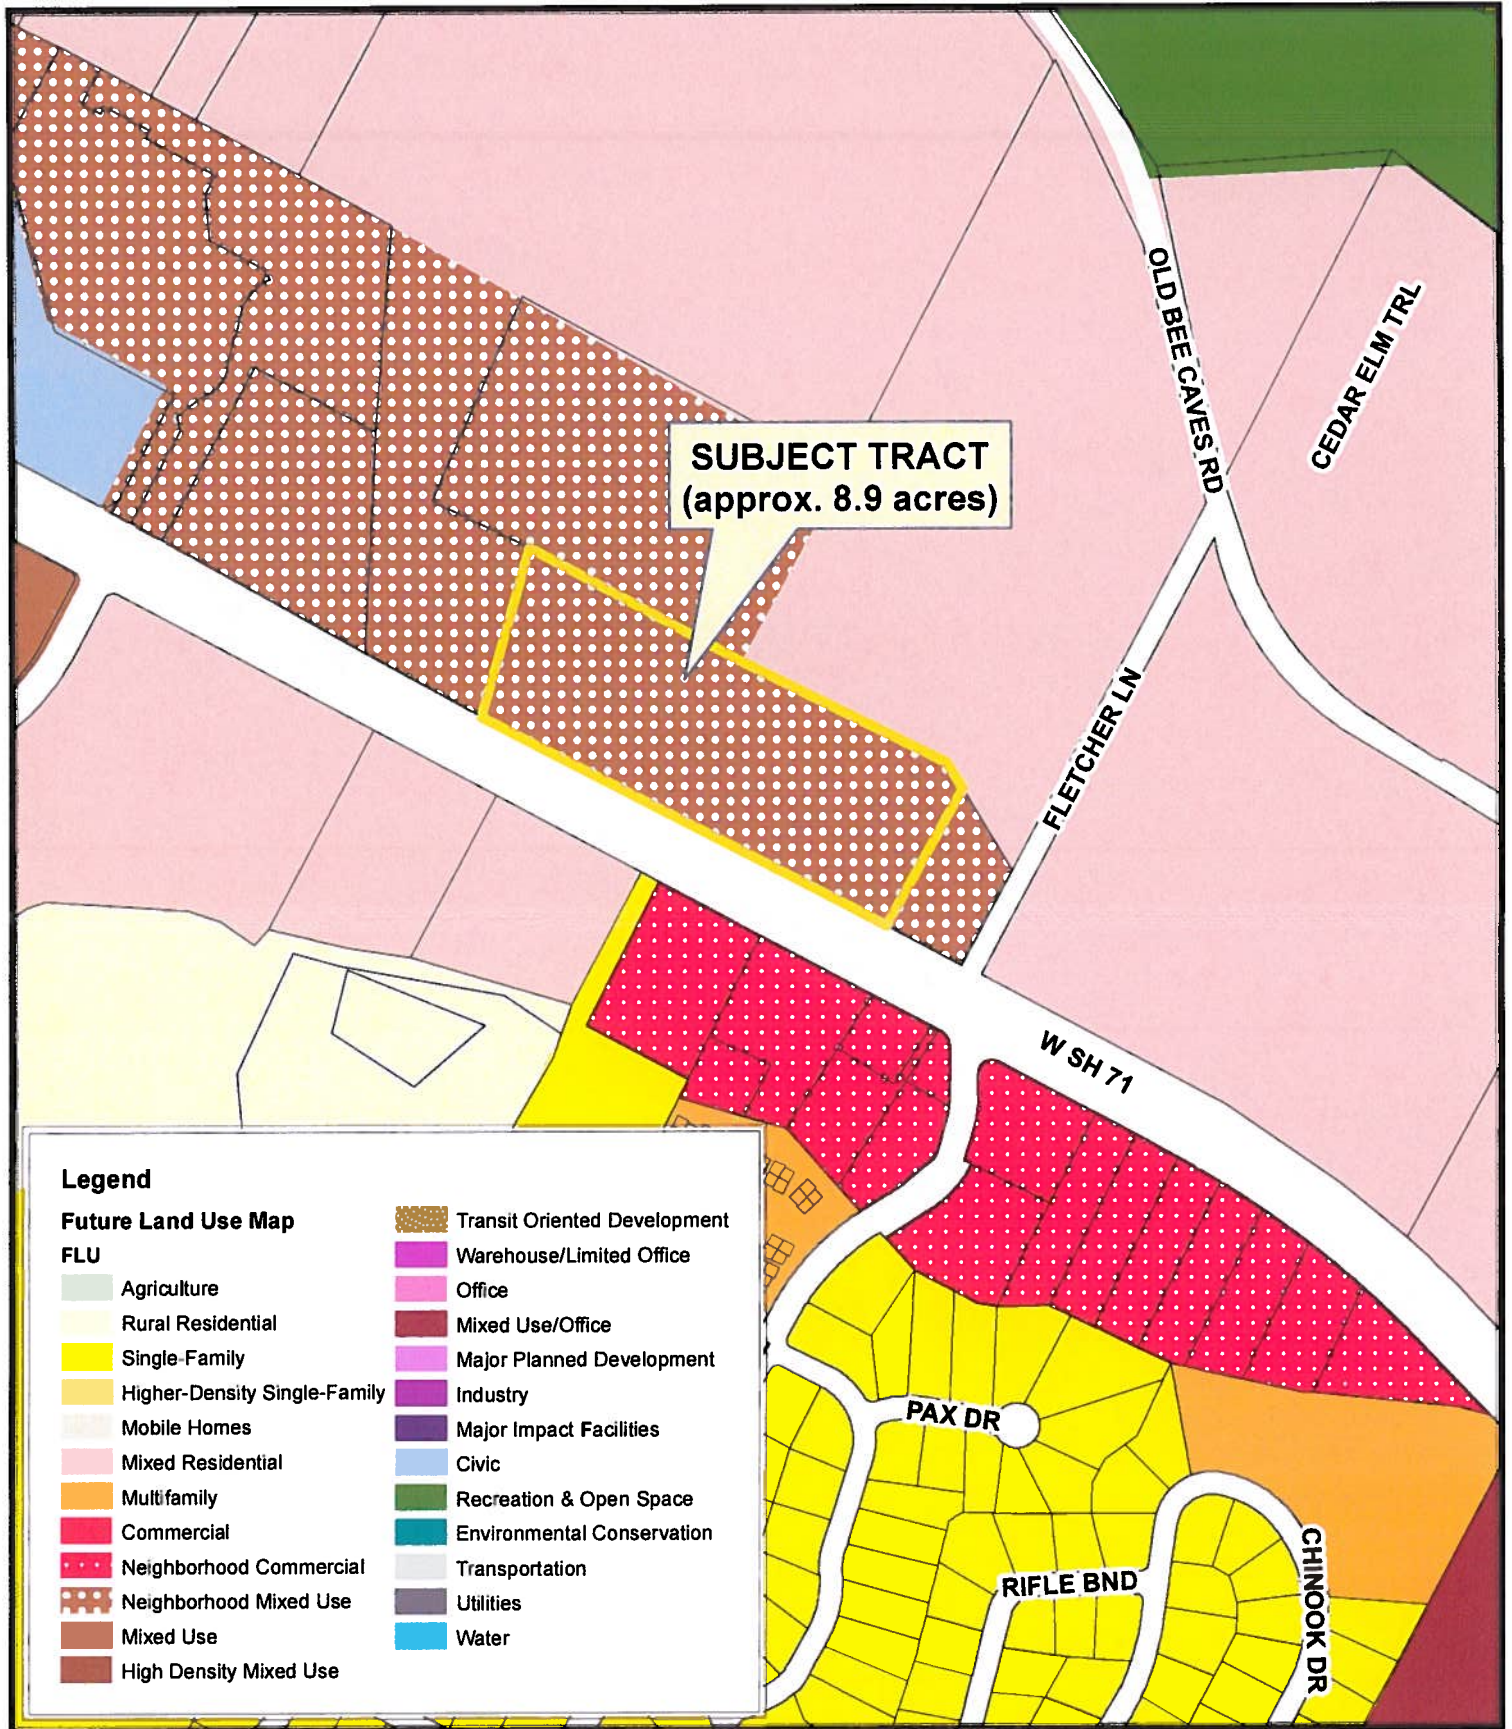 OLD BEE CAVES RD
CEDAR ELM TRL
SUBJECT TRACT
(approx. 8.9 acres)
FLETCHER LN
W SH 71
PAX DR
RIFLE BND
CHINOOK DR
Legend
Future Land Use Map
FLU
Agriculture
Rural Residential
Single-Family
Higher-Density Single-Family
Mobile Homes
Mixed Residential
Multifamily
Commercial
Neighborhood Commercial
Neighborhood Mixed Use
Mixed Use
High Density Mixed Use
Transit Oriented Development
Warehouse/Limited Office
Office
Mixed Use/Office
Major Planned Development
Industry
Major Impact Facilities
Civic
Recreation & Open Space
Environmental Conservation
Transportation
Utilities
Water